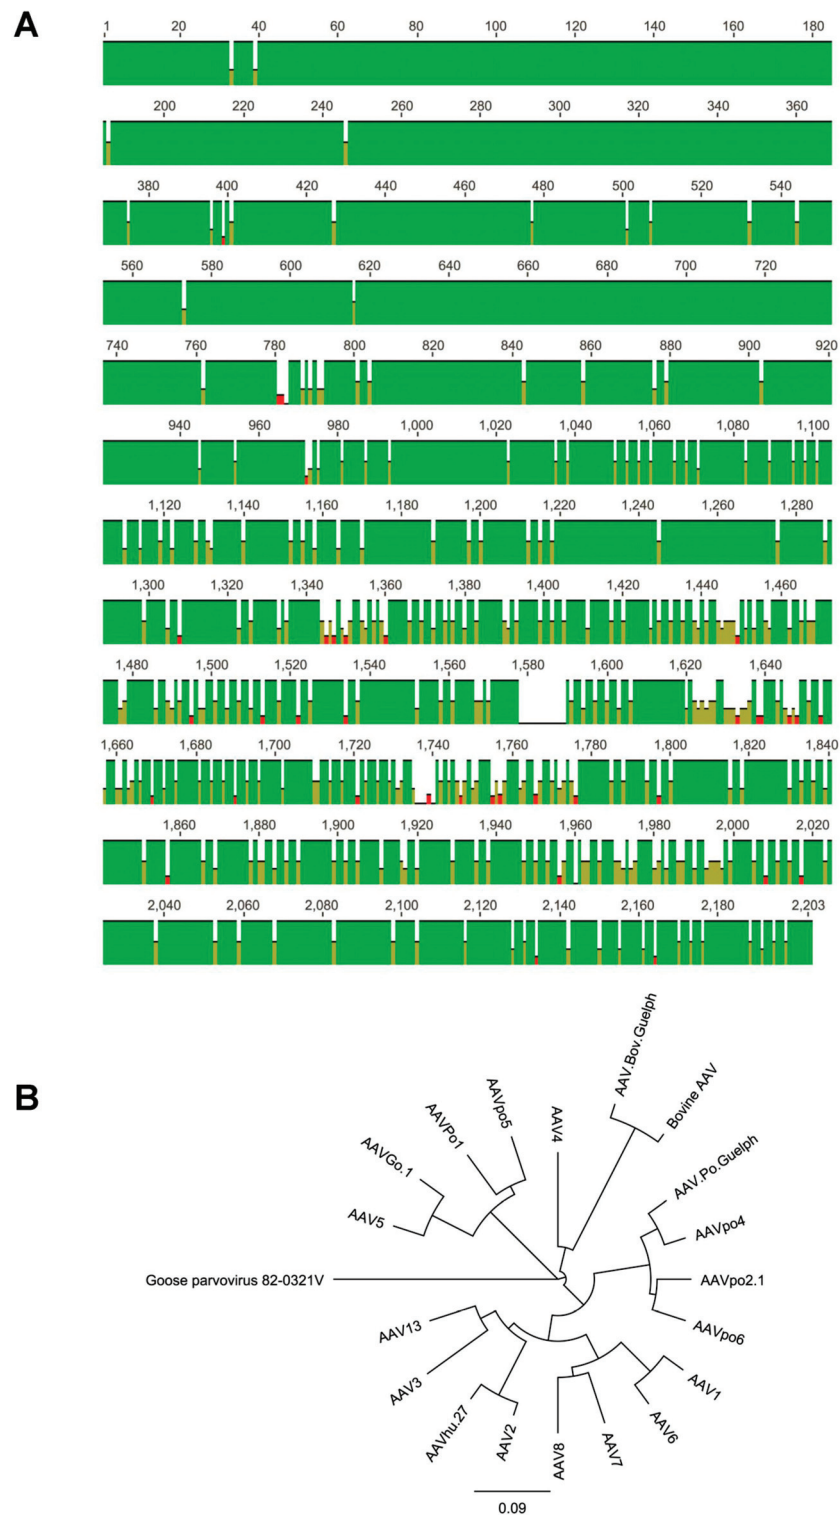 A
1 20 40 60 80 100 120 140 160 180
200 220 240 260 280 300 320 340 360
380 400 420 440 460 480 500 520 540
560 580 600 620 640 660 680 700 720
740 760 780 800 820 840 860 880 900 920
940 960 980 1,000 1,020 1,040 1,060 1,080 1,100
1,120 1,140 1,160 1,180 1,200 1,220 1,240 1,260 1,280
1,300 1,320 1,340 1,360 1,380 1,400 1,420 1,440 1,460
1,480 1,500 1,520 1,540 1,560 1,580 1,600 1,620 1,640
1,660 1,680 1,700 1,720 1,740 1,760 1,780 1,800 1,820 1,840
1,860 1,880 1,900 1,920 1,940 1,960 1,980 2,000 2,020
2,040 2,060 2,080 2,100 2,120 2,140 2,160 2,180 2,203
B
AAV.Bov.Guelph
Bovine AAV
AAV4
AAVpo5
AAVPo1
AAVGo.1
AAV5
AAV.Po.Guelph
AAVpo4
AAVpo2.1
AAVpo6
Goose parvovirus 82-0321V
AAV13
AAV3
AAVhu.27
AAV2
AAV8
AAV7
AAV6
AAV1
0.09